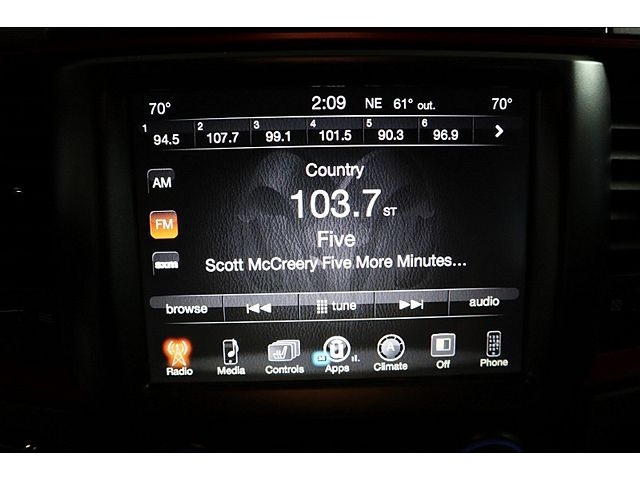 70° 2:09 NE 61° out. 70°
1 94.5 2 107.7 3 99.1 4 101.5 5 90.3 6 96.9
Country
AM
103.7 ST
FM
Five
sxm
Scott McCreery Five More Minutes...
browse tune audio
Radio Media Controls Apps Climate Off Phone